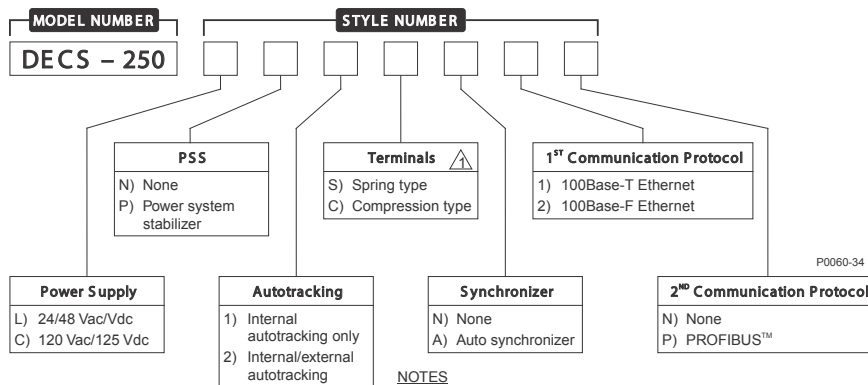 MODEL NUMBER
STYLE NUMBER
DECS – 250
PSS
N) None
P) Power system
stabilizer
Terminals 1
S) Spring type
C) Compression type
1ST Communication Protocol
1) 100Base-T Ethernet
2) 100Base-F Ethernet
P0060-34
Power Supply
L) 24/48 Vac/Vdc
C) 120 Vac/125 Vdc
Autotracking
1) Internal
autotracking only
2) Internal/external
autotracking
Synchronizer
N) None
A) Auto synchronizer
2ND Communication Protocol
N) None
P) PROFIBUS™
NOTES